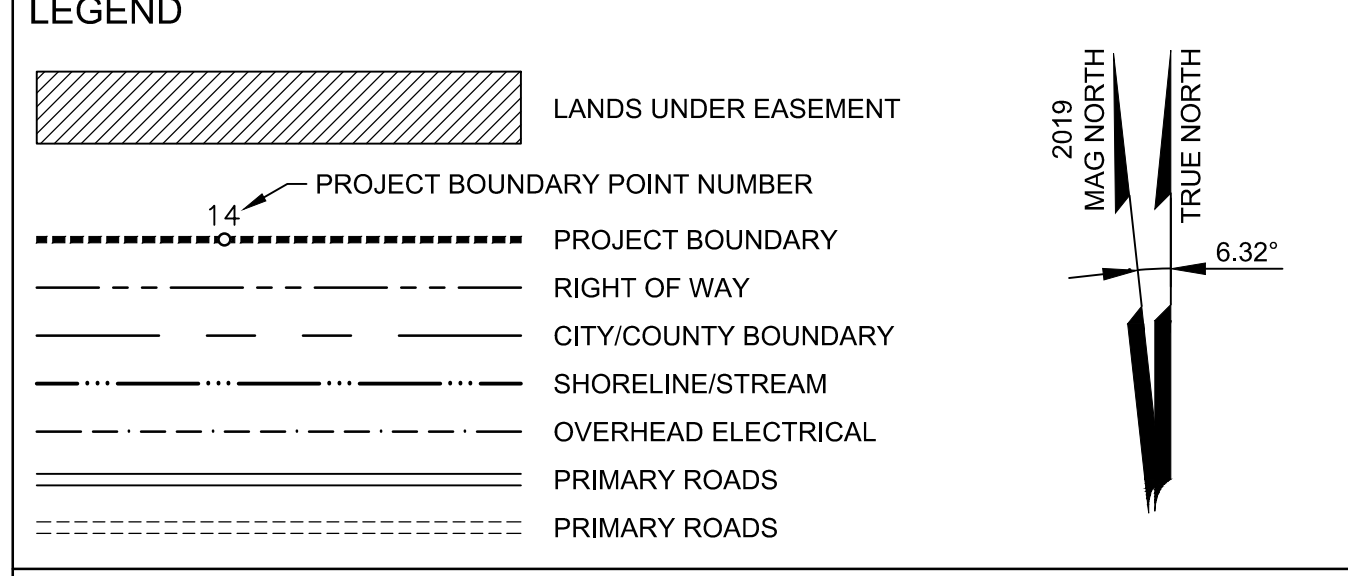 LEGEND
LANDS UNDER EASEMENT
PROJECT BOUNDARY POINT NUMBER
14
PROJECT BOUNDARY
RIGHT OF WAY
CITY/COUNTY BOUNDARY
SHORELINE/STREAM
OVERHEAD ELECTRICAL
PRIMARY ROADS
PRIMARY ROADS
2019
MAG NORTH
TRUE NORTH
6.32°